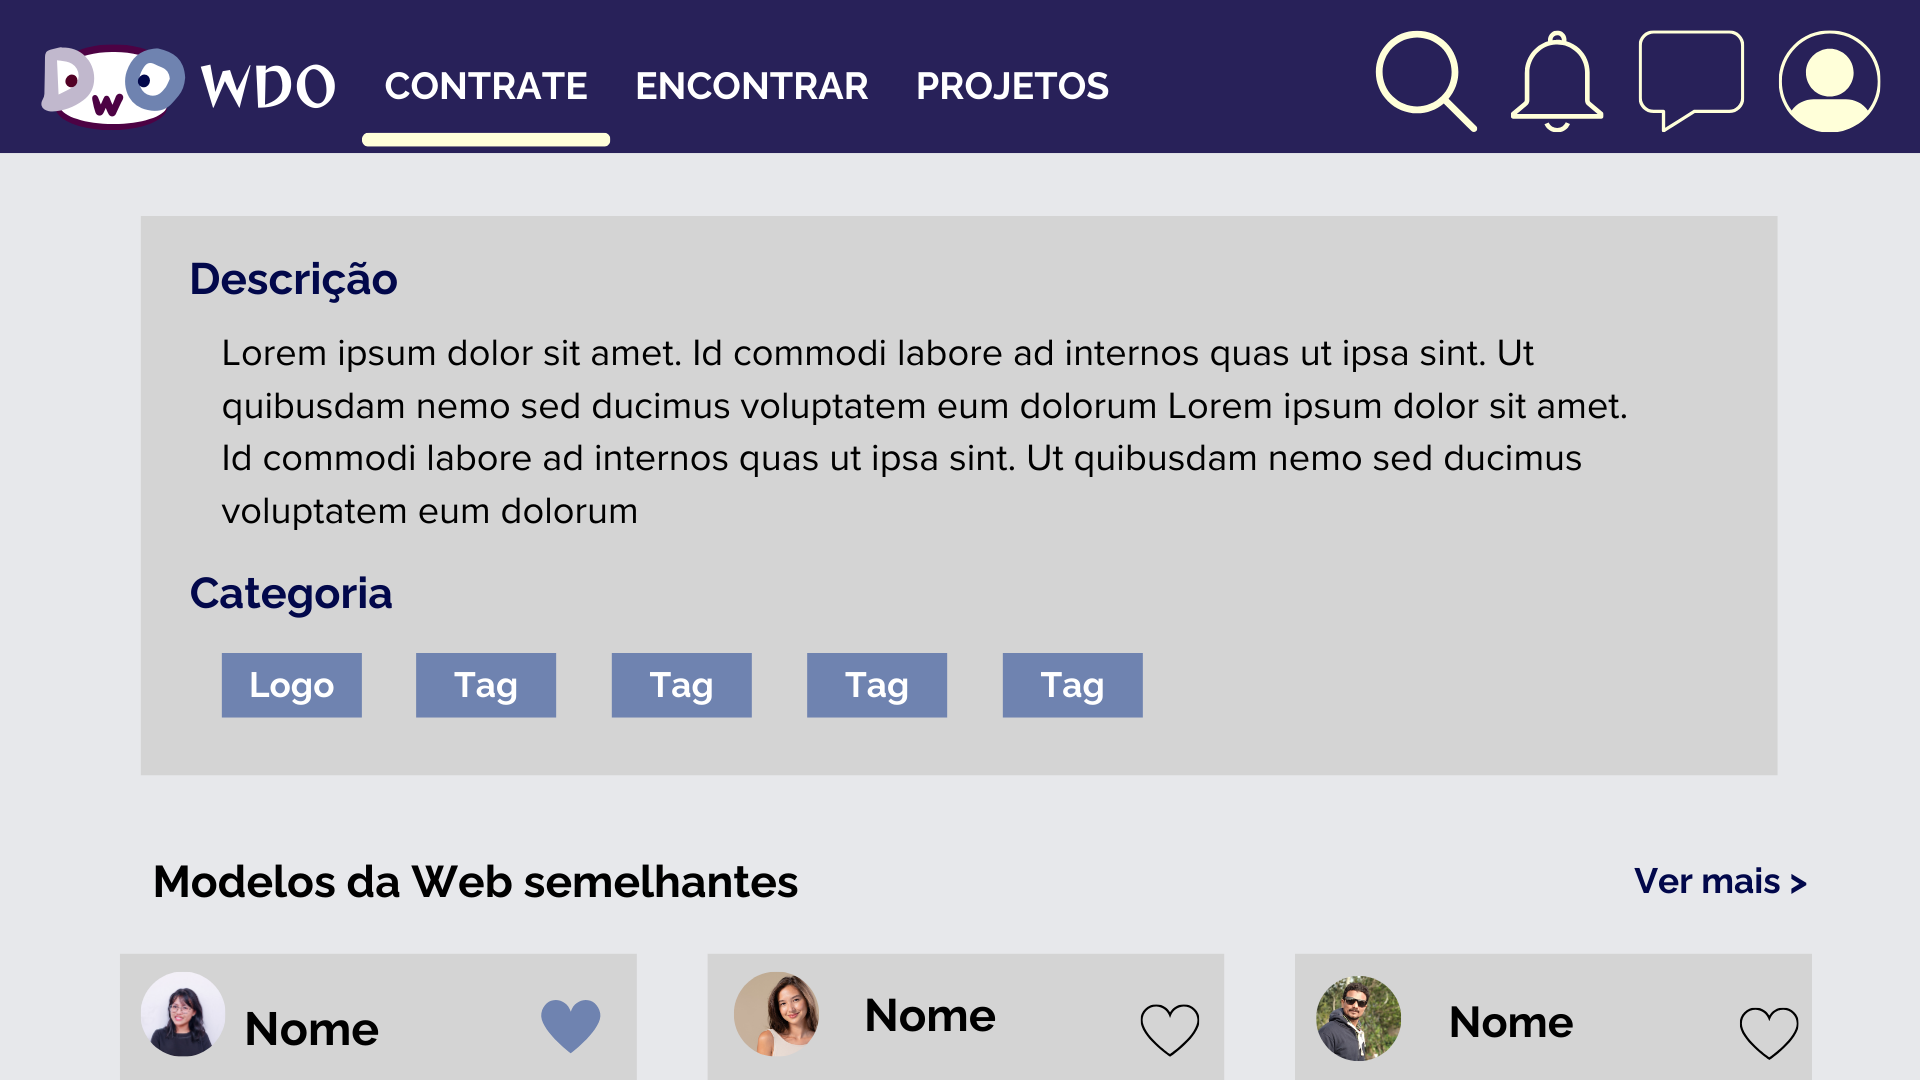 DWO WDO CONTRATE ENCONTRAR PROJETOS
Descrição
Lorem ipsum dolor sit amet. Id commodi labore ad internos quas ut ipsa sint. Ut
quibusdam nemo sed ducimus voluptatem eum dolorum Lorem ipsum dolor sit amet.
Id commodi labore ad internos quas ut ipsa sint. Ut quibusdam nemo sed ducimus
voluptatem eum dolorum
Categoria
Logo Tag Tag Tag Tag
Modelos da Web semelhantes Ver mais >
Nome Nome Nome